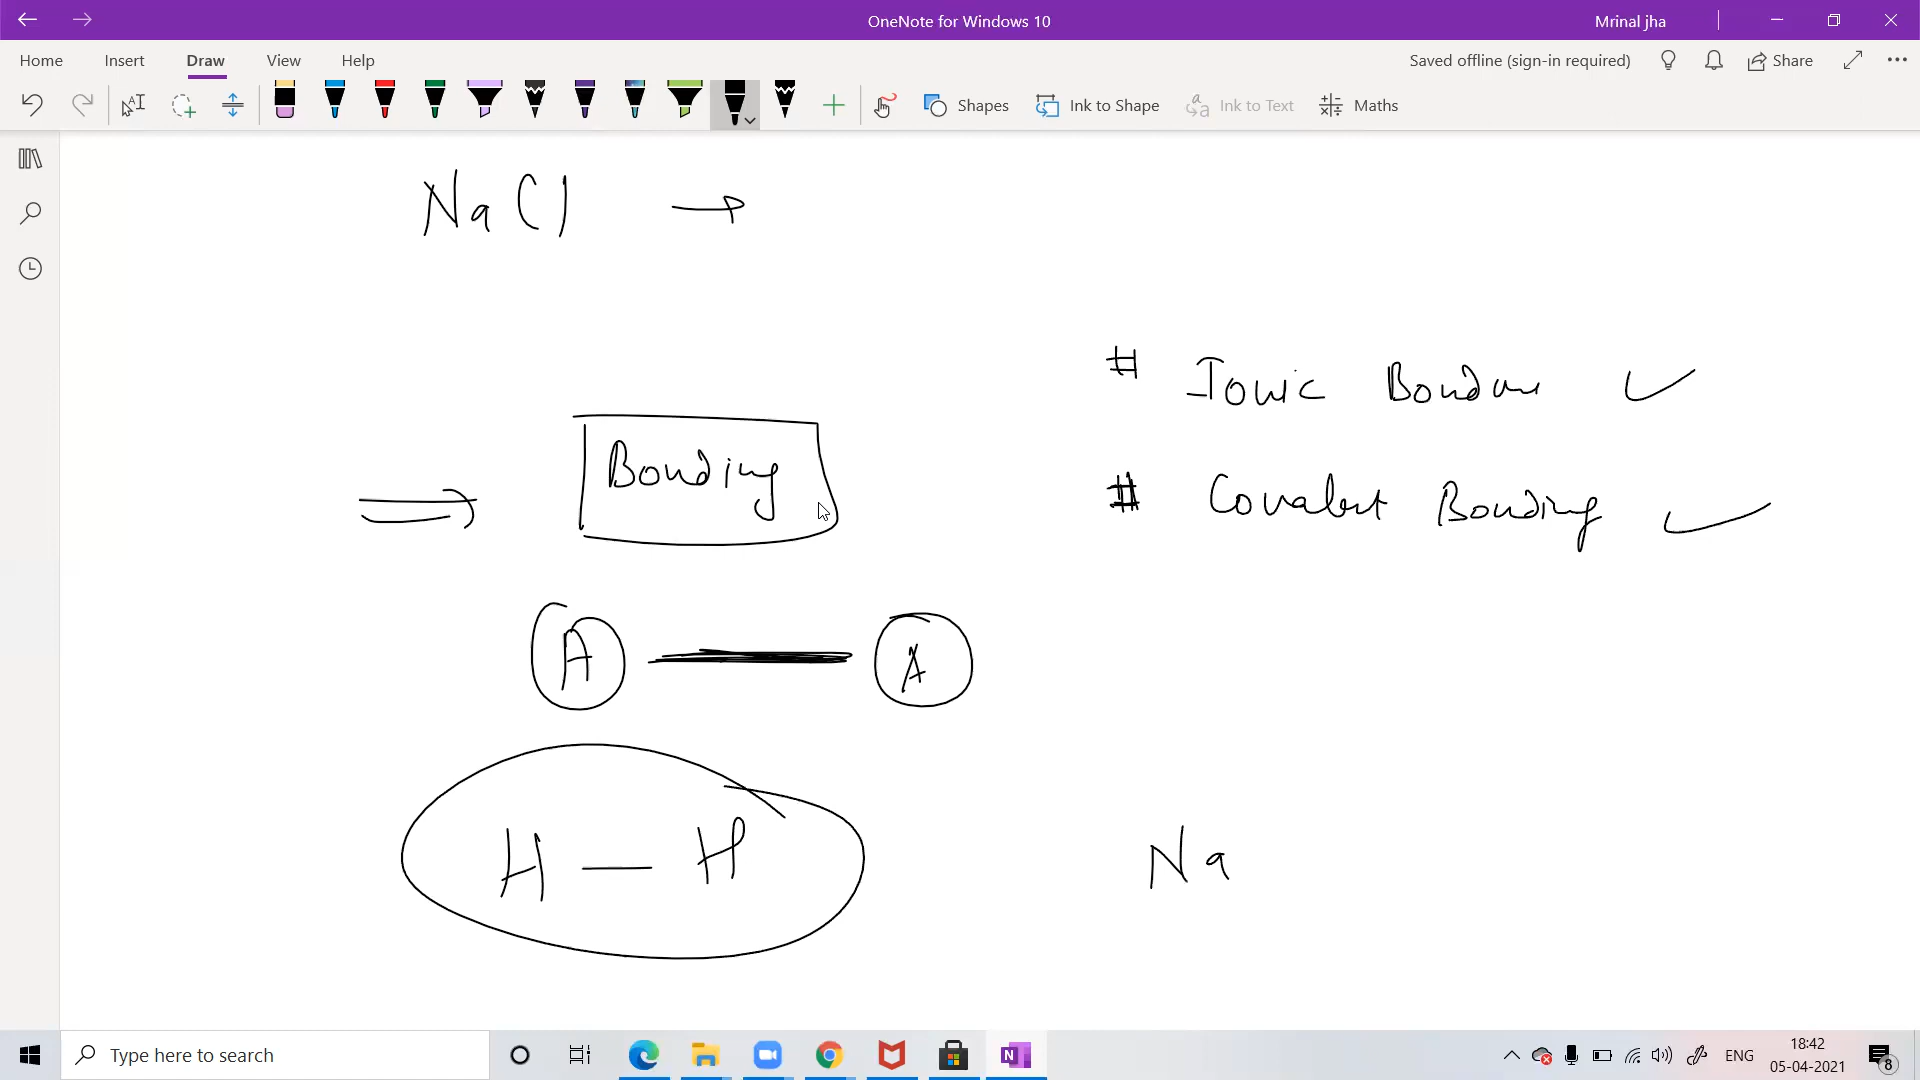 OneNote for Windows 10
Mrinal jha
Home Insert Draw View Help
Saved offline (sign-in required) Share
Shapes Ink to Shape Ink to Text Maths
NaCl →
# Ionic
Bonding
# Covalent Bonding ✓
A A
H — H
Na
Type here to search
ENG
18:42
05-04-2021
8